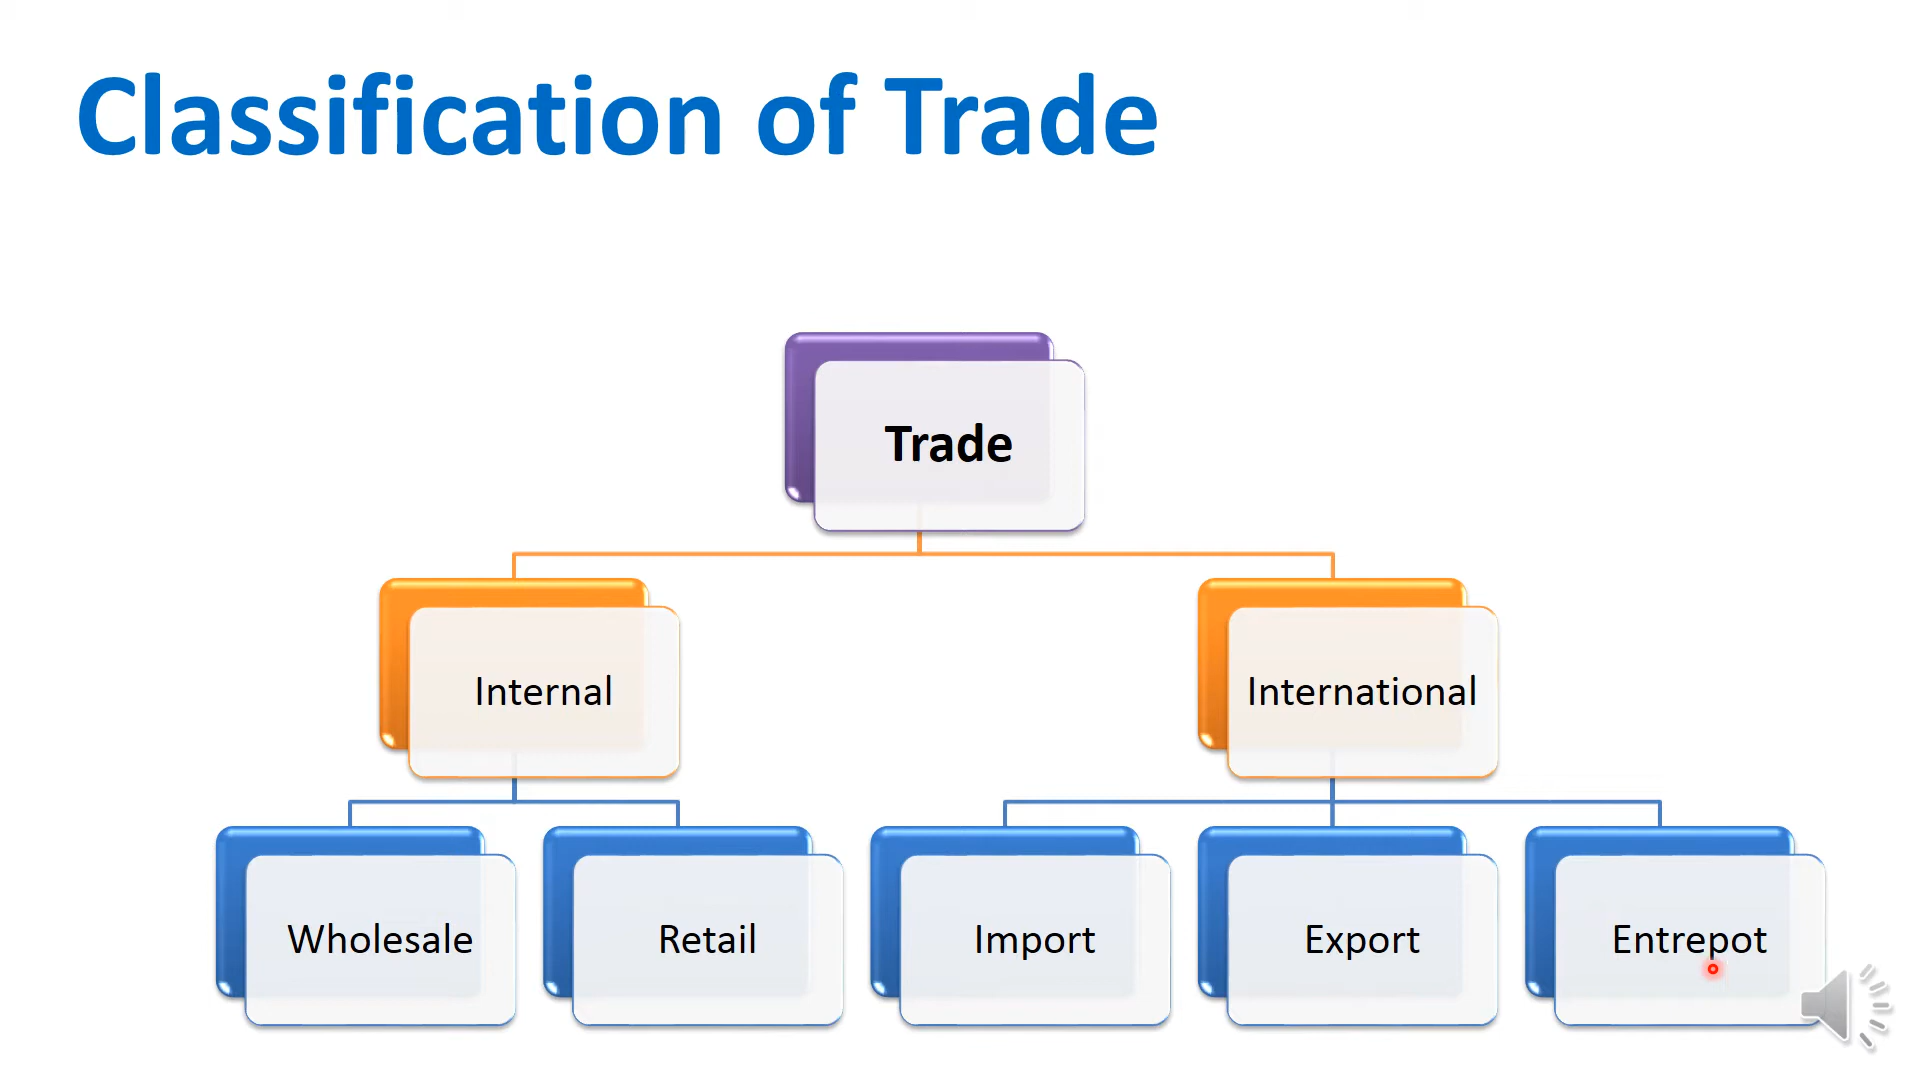 Classification of Trade
Trade
Internal
International
Wholesale
Retail
Import
Export
Entrepot